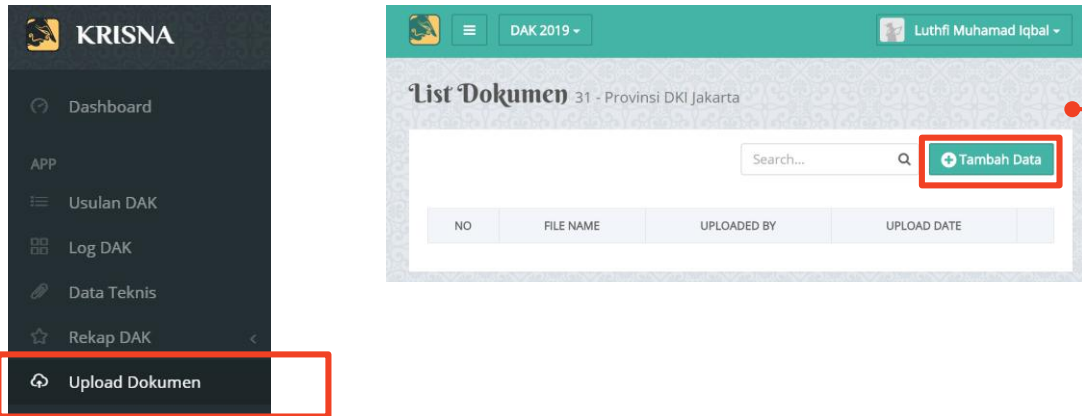 KRISNA
Dashboard
APP
Usulan DAK
Log DAK
Data Teknis
Rekap DAK
Upload Dokumen
DAK 2019
Luthfi Muhamad Iqbal
List Dokumen 31 - Provinsi DKI Jakarta
Search... Tambah Data
NO FILE NAME UPLOADED BY UPLOAD DATE